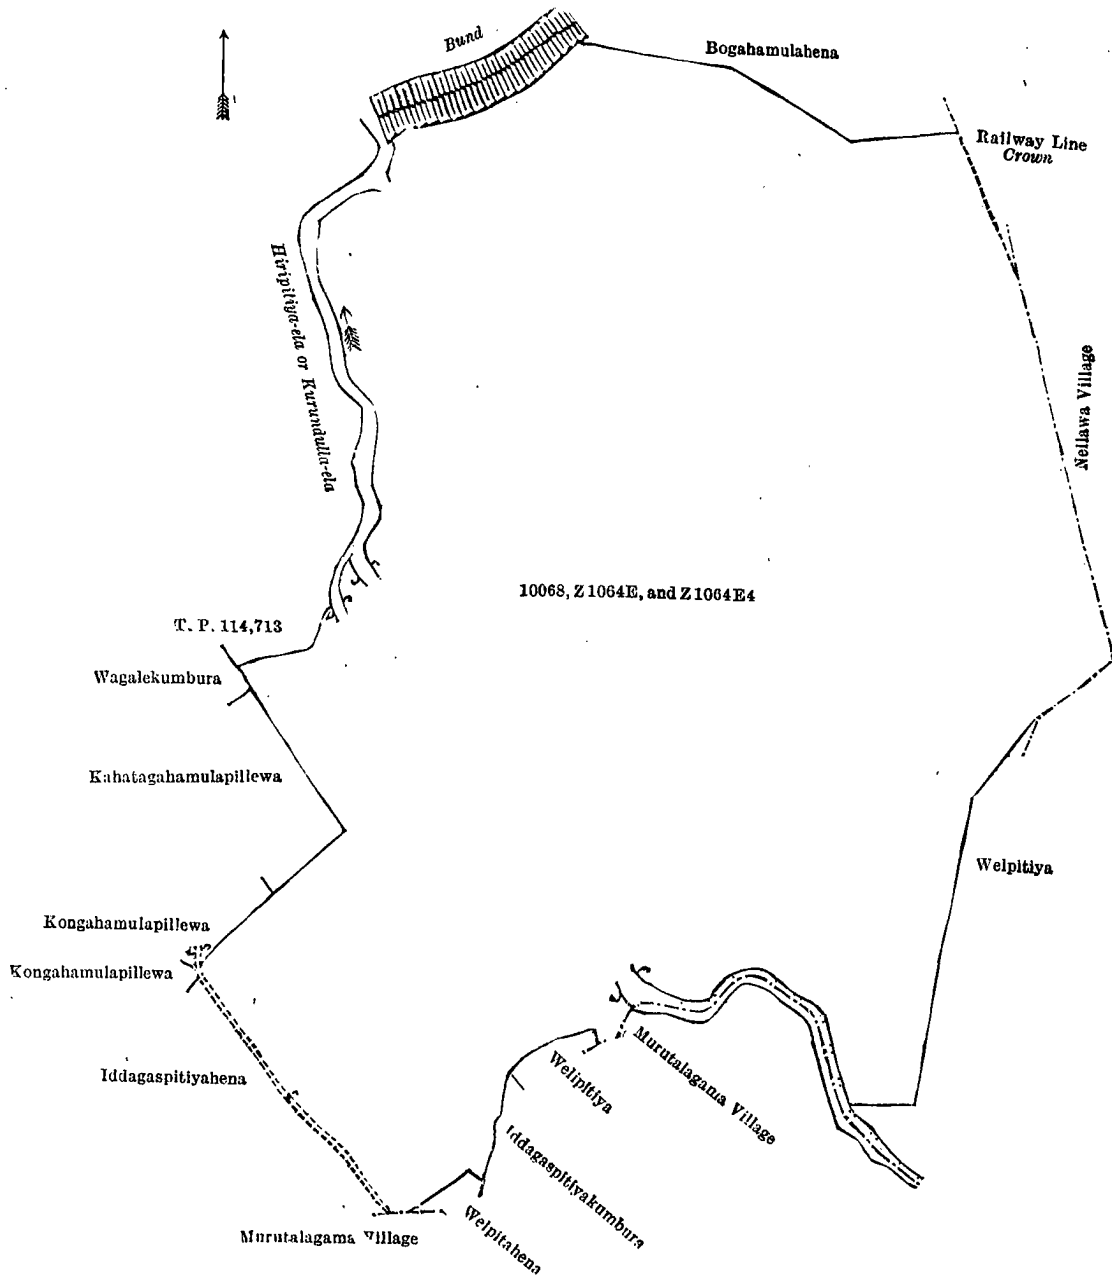 Bund
Bogahamulahena
Railway Line
Crown
Hiripitiya-ela or Kurundulla-ela
Nellawa Village
10068, Z 1064E, and Z 1064E4
T. P. 114,713
Wagalekumbura
Kahatagahamulapillewa
Welpitiya
Kongahamulapillewa
Kongahamulapillewa
Iddagaspitiyahena
Welipitiya
Murutalagama Village
Iddagaspitiyakumbura
Welpitahena
Murutalagama Village